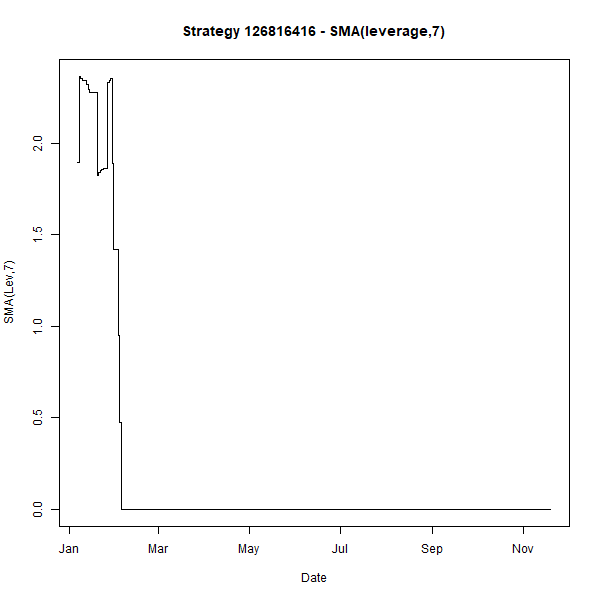 Strategy 126816416 - SMA(leverage,7)
SMA(Lev,7)
2.0
1.5
1.0
0.5
0.0
Jan Mar May Jul Sep Nov
Date